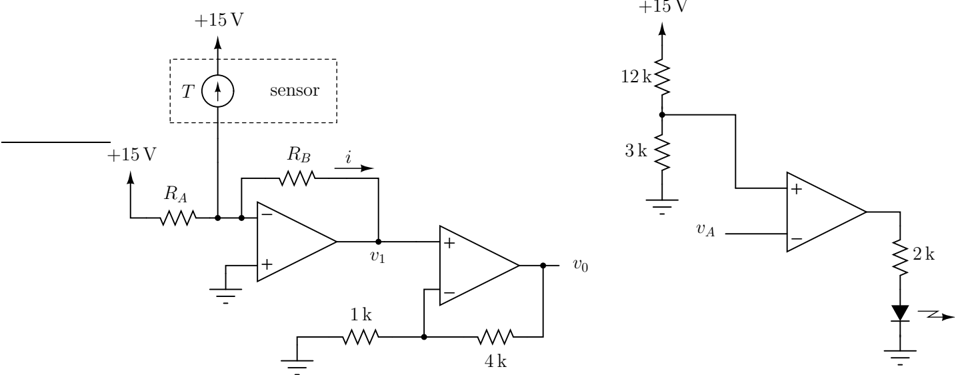 +15 V
T
sensor
+15 V
R_A
R_B
i
−
+
v_1
+
−
v_0
1 k
4 k
+15 V
12 k
3 k
+
v_A
−
2 k